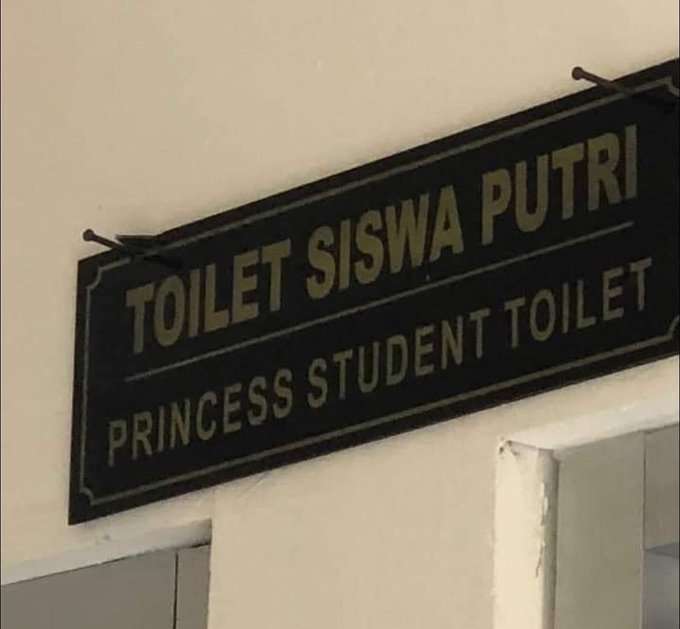 TOILET SISWA PUTRI
PRINCESS STUDENT TOILET